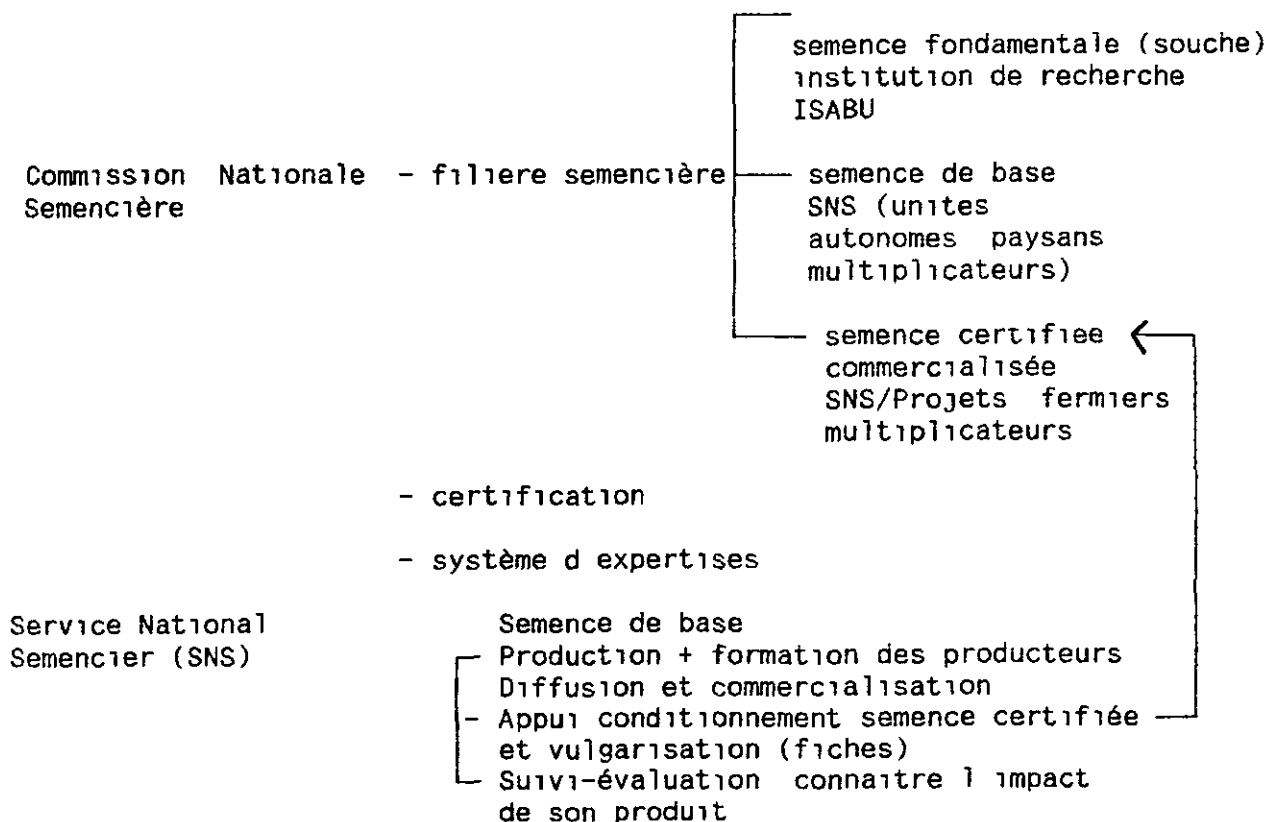 semence fondamentale (souche)
institution de recherche
ISABU
Commission Nationale - filiere semencière
Semencière
semence de base
SNS (unites
autonomes paysans
multiplicateurs)
semence certifiee
commercialisée
SNS/Projets fermiers
multiplicateurs
- certification
- système d expertises
Service National
Semencier (SNS)
Semence de base
Production + formation des producteurs
Diffusion et commercialisation
- Appui conditionnement semence certifiée
et vulgarisation (fiches)
Suivi-évaluation connaitre l impact
de son produit